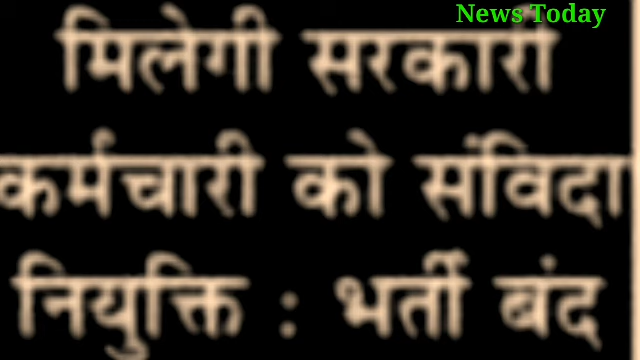 News Today
मिलेगी सरकारी
कर्मचारी को संविदा
नियुक्ति : भर्ती बंद